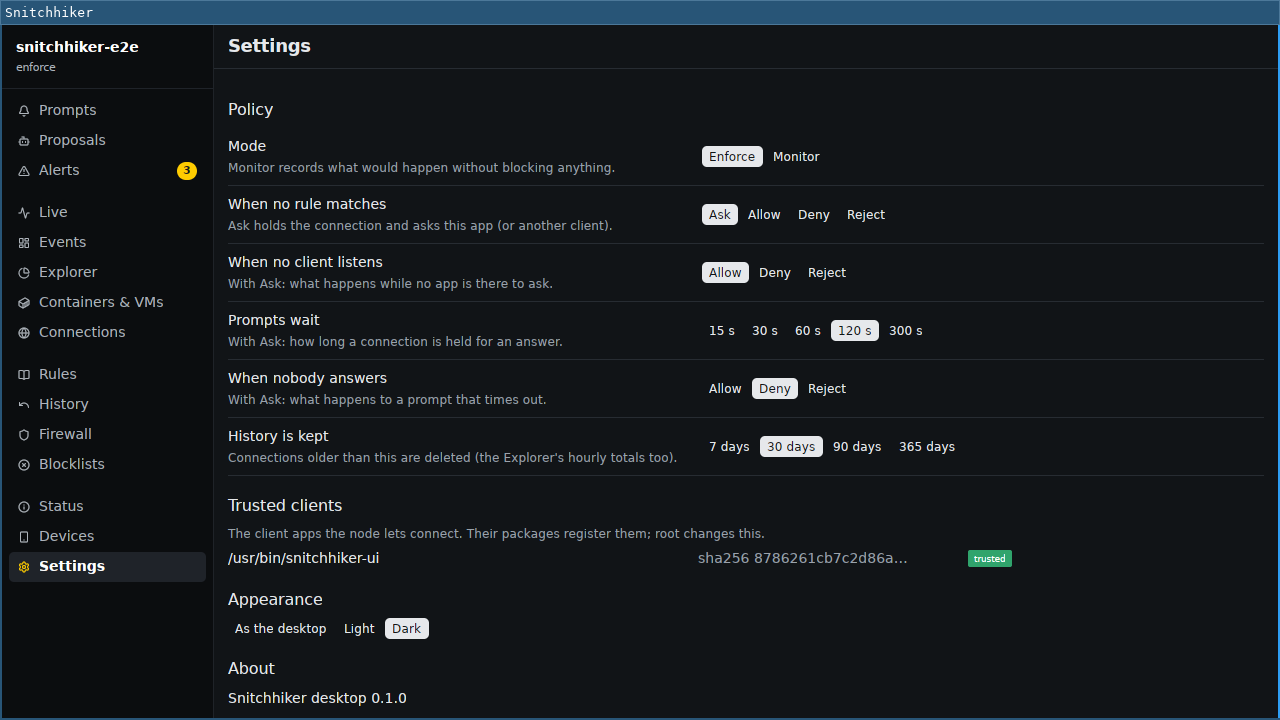 Snitchhiker
snitchhiker-e2e
enforce
Prompts
Proposals
Alerts 3
Live
Events
Explorer
Containers & VMs
Connections
Rules
History
Firewall
Blocklists
Status
Devices
Settings
Settings
Policy
Mode
Monitor records what would happen without blocking anything.
Enforce Monitor
When no rule matches
Ask holds the connection and asks this app (or another client).
Ask Allow Deny Reject
When no client listens
With Ask: what happens while no app is there to ask.
Allow Deny Reject
Prompts wait
With Ask: how long a connection is held for an answer.
15 s 30 s 60 s 120 s 300 s
When nobody answers
With Ask: what happens to a prompt that times out.
Allow Deny Reject
History is kept
Connections older than this are deleted (the Explorer's hourly totals too).
7 days 30 days 90 days 365 days
Trusted clients
The client apps the node lets connect. Their packages register them; root changes this.
/usr/bin/snitchhiker-ui sha256 8786261cb7c2d86a… trusted
Appearance
As the desktop Light Dark
About
Snitchhiker desktop 0.1.0